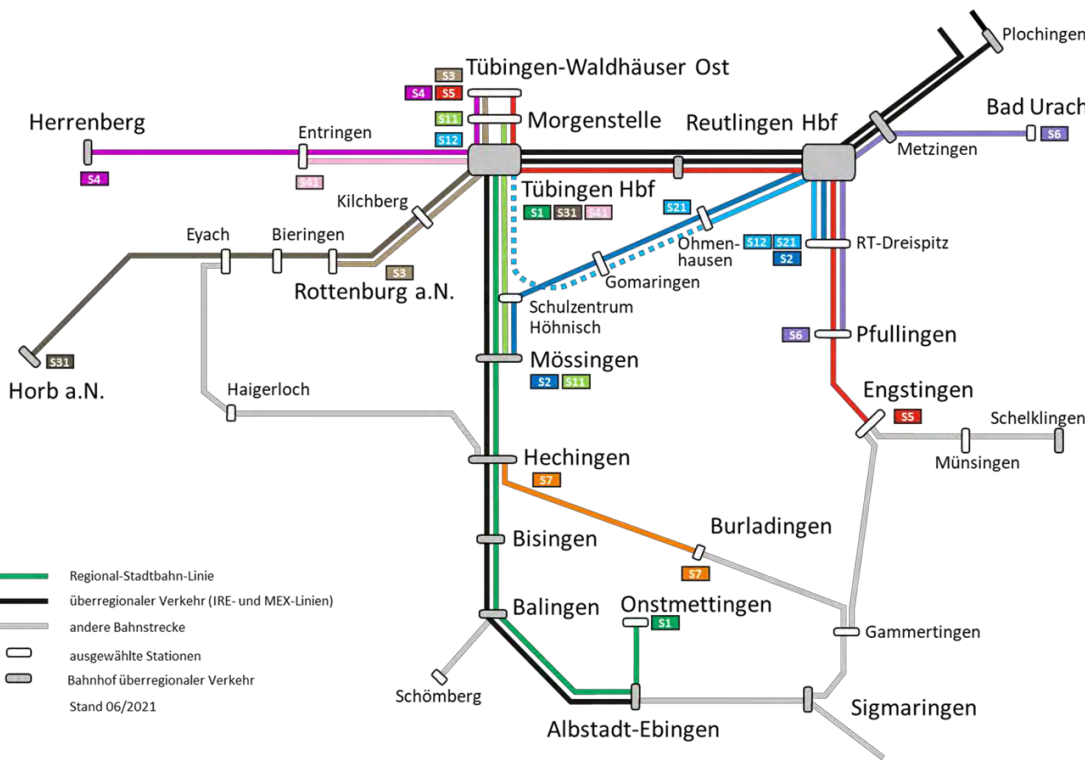 Plochingen
S3
Tübingen-Waldhäuser Ost
S4 S5
Bad Urach
S11
Morgenstelle
Reutlingen Hbf
Herrenberg
Entringen
S12
S6
Metzingen
S4
S41
Tübingen Hbf
Kilchberg
S1 S31 S41
S21
Eyach
Bieringen
Ohmen-
hausen
S12 S21
RT-Dreispitz
S2
S3
Gomaringen
Rottenburg a.N.
Schulzentrum
Höhnisch
S6
Pfullingen
S31
Mössingen
Horb a.N.
S2 S11
Engstingen
Haigerloch
S5
Schelklingen
Hechingen
Münsingen
S7
Burladingen
Bisingen
S7
Regional-Stadtbahn-Linie
überregionaler Verkehr (IRE- und MEX-Linien)
andere Bahnstrecke
ausgewählte Stationen
Bahnhof überregionaler Verkehr
Stand 06/2021
Balingen
Onstmettingen
S1
Gammertingen
Schömberg
Sigmaringen
Albstadt-Ebingen